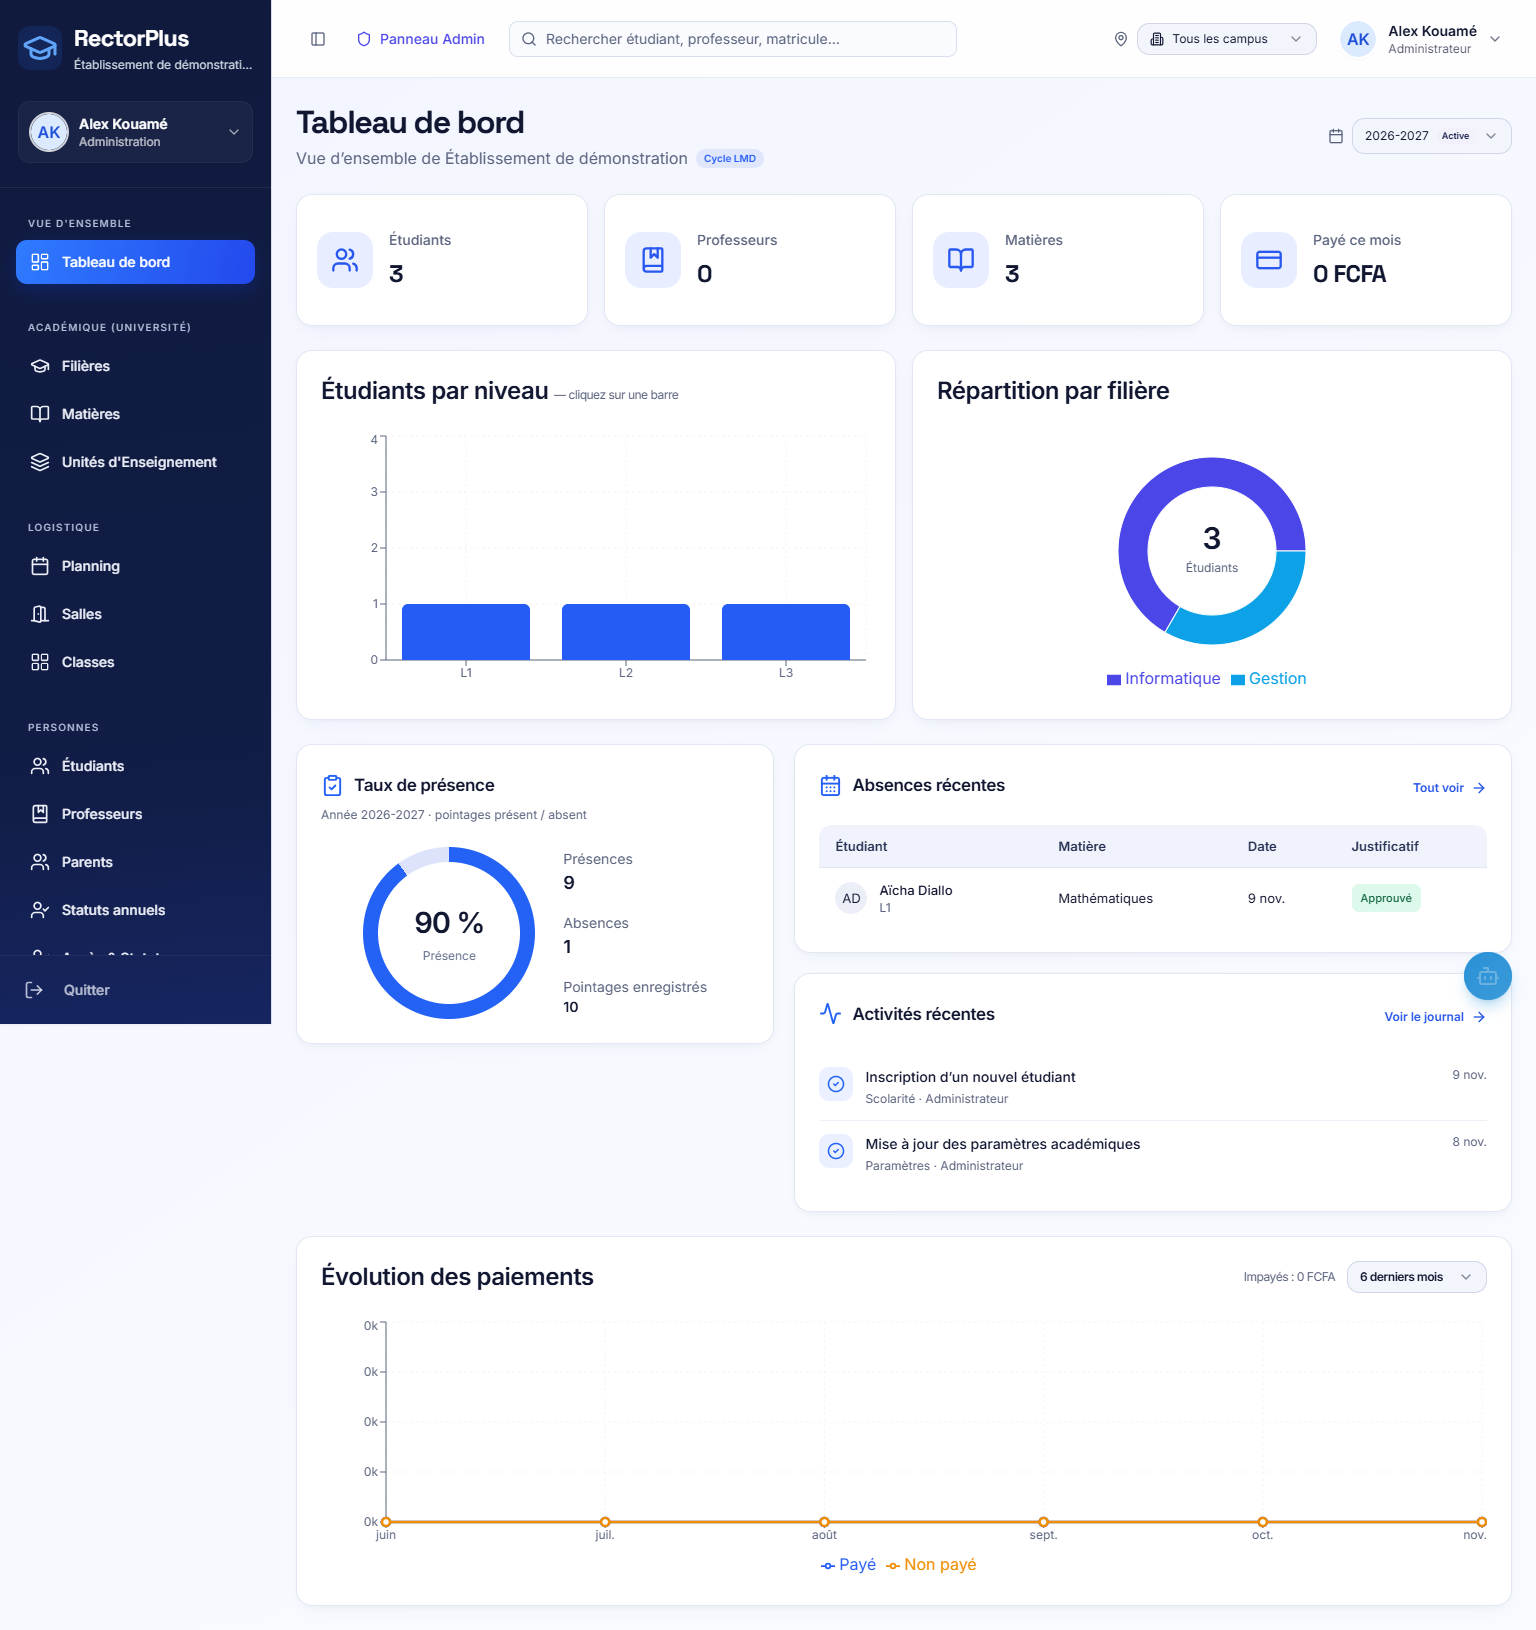 RectorPlus
Établissement de démonstrati...
AK
Alex Kouamé
Administration
VUE D'ENSEMBLE
Tableau de bord
ACADÉMIQUE (UNIVERSITÉ)
Filières
Matières
Unités d'Enseignement
LOGISTIQUE
Planning
Salles
Classes
PERSONNES
Étudiants
Professeurs
Parents
Statuts annuels
Quitter
Panneau Admin
Rechercher étudiant, professeur, matricule...
Tous les campus
AK
Alex Kouamé
Administrateur
Tableau de bord
Vue d’ensemble de Établissement de démonstration Cycle LMD
2026-2027 Active
Étudiants
3
Professeurs
0
Matières
3
Payé ce mois
0 FCFA
Étudiants par niveau — cliquez sur une barre
4
3
2
1
0
L1 L2 L3
Répartition par filière
3
Étudiants
Informatique Gestion
Taux de présence
Année 2026-2027 · pointages présent / absent
90 %
Présence
Présences
9
Absences
1
Pointages enregistrés
10
Absences récentes
Tout voir
Étudiant Matière Date Justificatif
AD
Aïcha Diallo
L1
Mathématiques 9 nov. Approuvé
Activités récentes
Voir le journal
Inscription d’un nouvel étudiant 9 nov.
Scolarité · Administrateur
Mise à jour des paramètres académiques 8 nov.
Paramètres · Administrateur
Évolution des paiements
Impayés : 0 FCFA
6 derniers mois
0k
0k
0k
0k
0k
juin juil. août sept. oct. nov.
Payé Non payé